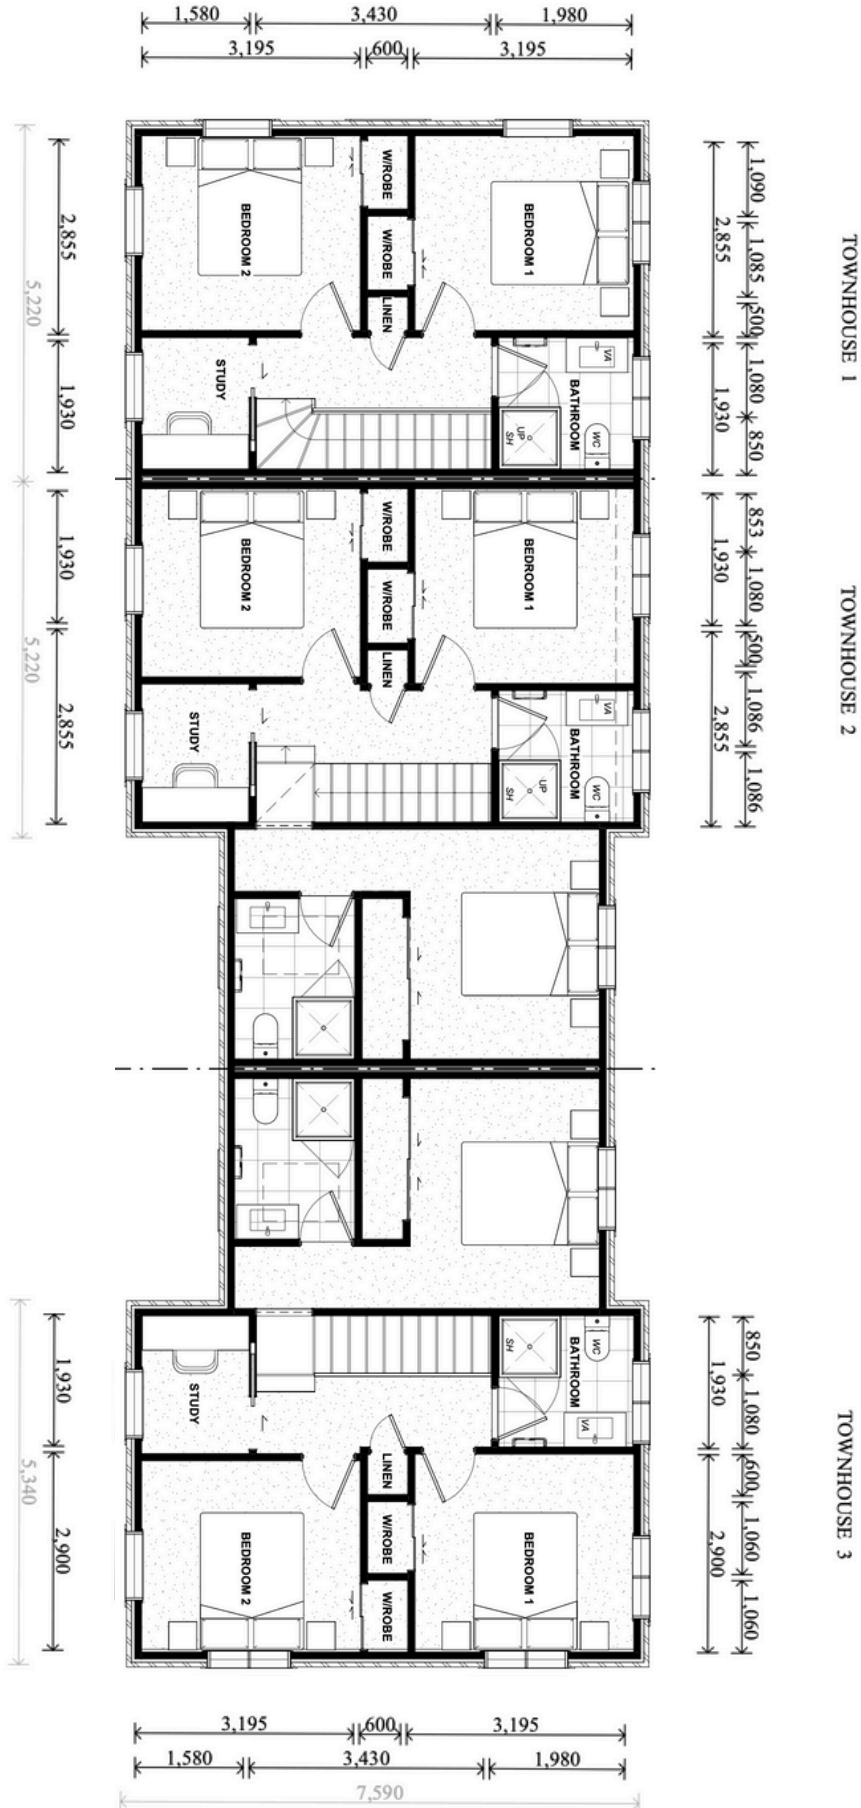 1,580 3,430 1,980
3,195 600 3,195
TOWNHOUSE 1
5,220
2,855
1,930
BEDROOM 2
W/ROBE
W/ROBE
LINEN
BEDROOM 1
STUDY
BATHROOM
VA
WC
UP
SH
2,855
1,930
1,090
1,085
500
1,080
850
TOWNHOUSE 2
5,220
1,930
2,855
BEDROOM 2
W/ROBE
W/ROBE
LINEN
BEDROOM 1
STUDY
BATHROOM
VA
WC
UP
SH
1,930
2,855
853
1,080
500
1,086
1,086
TOWNHOUSE 3
5,340
1,930
2,900
STUDY
SH
BATHROOM
WC
VA
LINEN
W/ROBE
W/ROBE
BEDROOM 2
BEDROOM 1
1,930
2,900
850
1,080
600
1,060
1,060
3,195 600 3,195
1,580 3,430 1,980
7,590